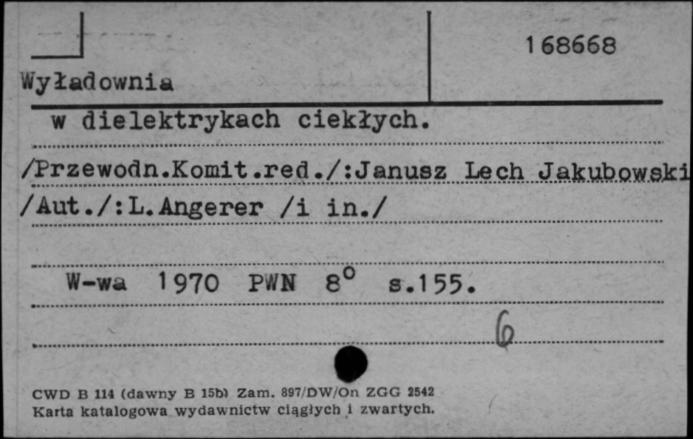 168668
Wyładownia
w dielektrykach ciekłych.
/Przewodn.Komit.red./:Janusz Lech Jakubowski
/Aut./:L.Angerer /i in./
W-wa 1970 PWN 8° s.155.
6
CWD B 114 (dawny B 15b) Zam. 897/DW/On ZGG 2542
Karta katalogowa wydawnictw ciągłych i zwartych.